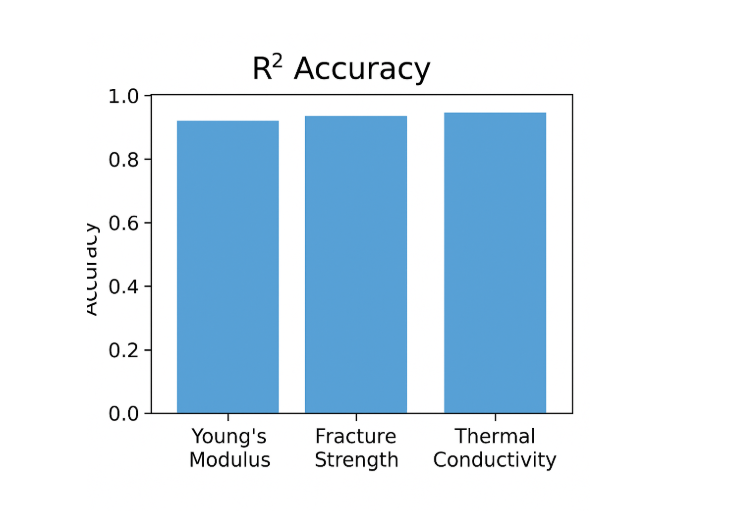 R² Accuracy
1.0
0.8
0.6
0.4
0.2
0.0
Accuracy
Young's
Modulus
Fracture
Strength
Thermal
Conductivity